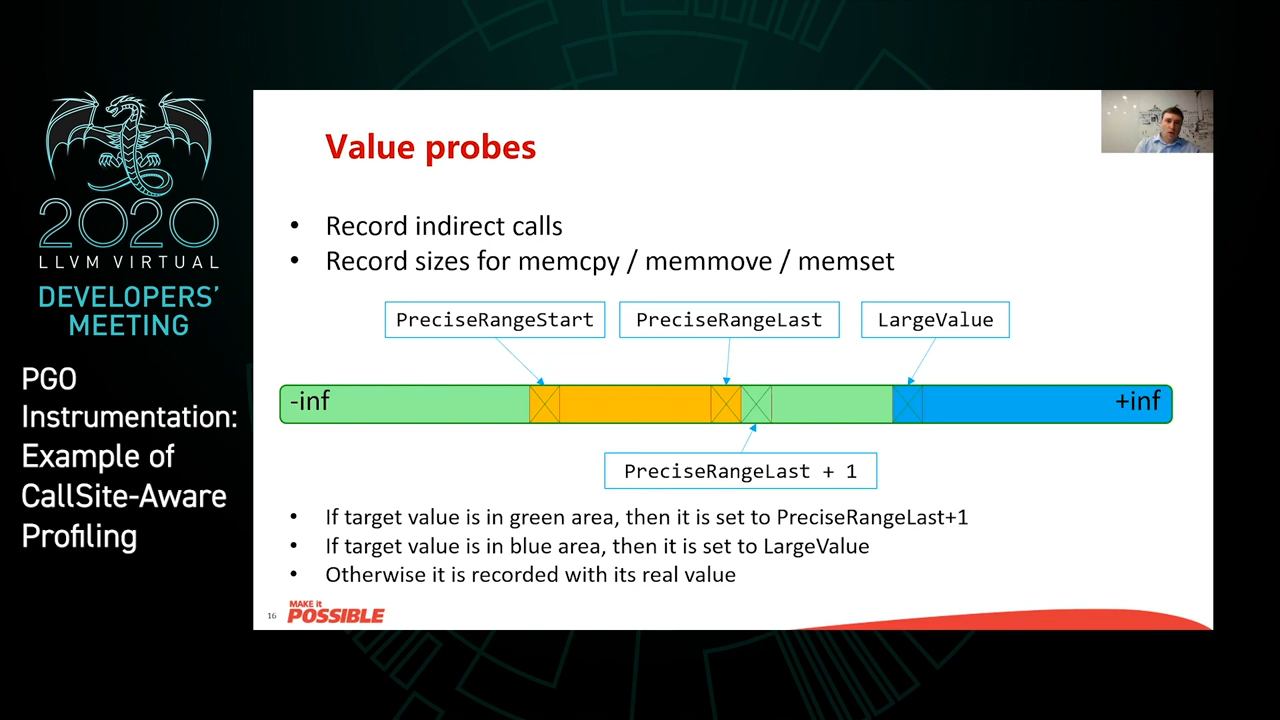 2020
LLVM VIRTUAL
DEVELOPERS'
MEETING
PGO
Instrumentation:
Example of
CallSite-Aware
Profiling
Value probes
• Record indirect calls
• Record sizes for memcpy / memmove / memset
PreciseRangeStart PreciseRangeLast LargeValue
-inf +inf
PreciseRangeLast + 1
• If target value is in green area, then it is set to PreciseRangeLast+1
• If target value is in blue area, then it is set to LargeValue
• Otherwise it is recorded with its real value
16
MAKE it
POSSIBLE